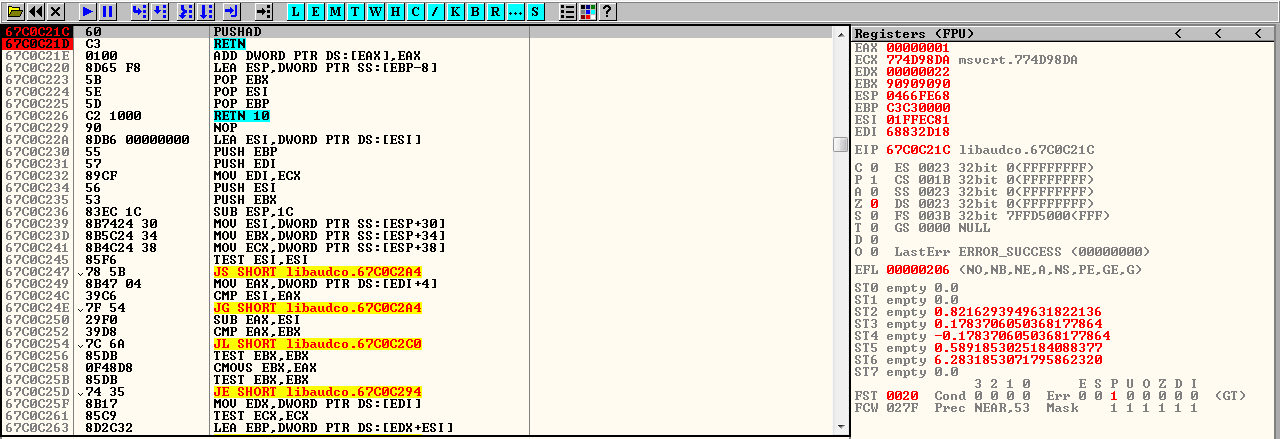 L E M T W H C / K B R ... S ?
67C0C21C 60 PUSHAD
67C0C21D C3 RETN
67C0C21E 0100 ADD DWORD PTR DS:[EAX],EAX
67C0C220 8D65 F8 LEA ESP,DWORD PTR SS:[EBP-8]
67C0C223 5B POP EBX
67C0C224 5E POP ESI
67C0C225 5D POP EBP
67C0C226 C2 1000 RETN 10
67C0C229 90 NOP
67C0C22A 8DB6 00000000 LEA ESI,DWORD PTR DS:[ESI]
67C0C230 55 PUSH EBP
67C0C231 57 PUSH EDI
67C0C232 89CF MOV EDI,ECX
67C0C234 56 PUSH ESI
67C0C235 53 PUSH EBX
67C0C236 83EC 1C SUB ESP,1C
67C0C239 8B7424 30 MOV ESI,DWORD PTR SS:[ESP+30]
67C0C23D 8B5C24 34 MOV EBX,DWORD PTR SS:[ESP+34]
67C0C241 8B4C24 38 MOV ECX,DWORD PTR SS:[ESP+38]
67C0C245 85F6 TEST ESI,ESI
67C0C247 78 5B JS SHORT libaudco.67C0C2A4
67C0C249 8B47 04 MOV EAX,DWORD PTR DS:[EDI+4]
67C0C24C 39C6 CMP ESI,EAX
67C0C24E 7F 54 JG SHORT libaudco.67C0C2A4
67C0C250 29F0 SUB EAX,ESI
67C0C252 39D8 CMP EAX,EBX
67C0C254 7C 6A JL SHORT libaudco.67C0C2C0
67C0C256 85DB TEST EBX,EBX
67C0C258 0F48D8 CMOVS EBX,EAX
67C0C25B 85DB TEST EBX,EBX
67C0C25D 74 35 JE SHORT libaudco.67C0C294
67C0C25F 8B17 MOV EDX,DWORD PTR DS:[EDI]
67C0C261 85C9 TEST ECX,ECX
67C0C263 8D2C32 LEA EBP,DWORD PTR DS:[EDX+ESI]
Registers (FPU) < < <
EAX 00000001
ECX 774D98DA msvcrt.774D98DA
EDX 00000022
EBX 90909090
ESP 0466FE68
EBP C3C30000
ESI 01FFEC81
EDI 68832D18
EIP 67C0C21C libaudco.67C0C21C
C 0 ES 0023 32bit 0(FFFFFFFF)
P 1 CS 001B 32bit 0(FFFFFFFF)
A 0 SS 0023 32bit 0(FFFFFFFF)
Z 0 DS 0023 32bit 0(FFFFFFFF)
S 0 FS 003B 32bit 7FFD5000(FFF)
T 0 GS 0000 NULL
D 0
O 0 LastErr ERROR_SUCCESS (00000000)
EFL 00000206 (NO,NB,NE,A,NS,PE,GE,G)
ST0 empty 0.0
ST1 empty 0.0
ST2 empty 0.8216293949631822136
ST3 empty 0.1783706050368177864
ST4 empty -0.1783706050368177864
ST5 empty 0.5891853025184088377
ST6 empty 6.2831853071795862320
ST7 empty 0.0
3 2 1 0 E S P U O Z D I
FST 0020 Cond 0 0 0 0 Err 0 0 1 0 0 0 0 0 (GT)
FCW 027F Prec NEAR,53 Mask 1 1 1 1 1 1